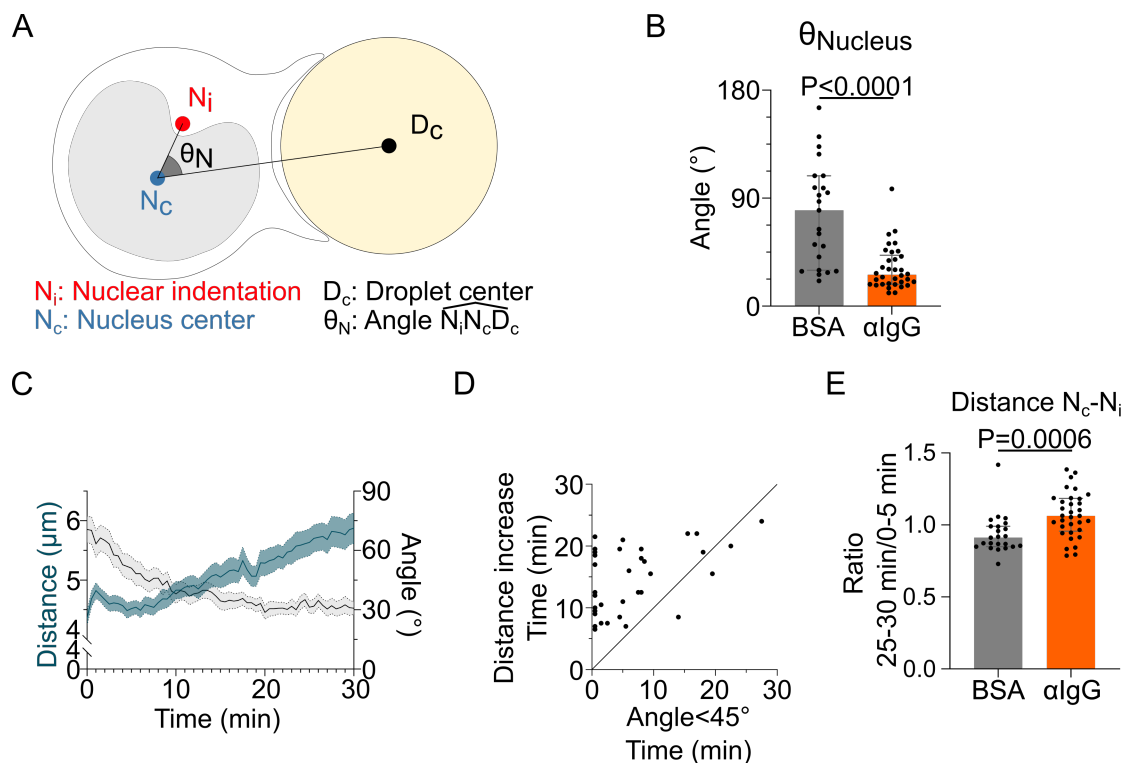 A
Ni
θN
Nc
Dc
Ni: Nuclear indentation
Dc: Droplet center
Nc: Nucleus center
θN: Angle NiNcDc
B
θNucleus
P<0.0001
180
90
0
Angle (°)
BSA
αIgG
C
Distance (μm)
6
5
4
4
0
90
60
30
0
Angle (°)
0
10
20
30
Time (min)
D
Distance increase
Time (min)
30
20
10
0
0
10
20
30
Angle<45°
Time (min)
E
Distance Nc-Ni
P=0.0006
Ratio
25-30 min/0-5 min
1.5
1.0
0.5
0.0
BSA
αIgG